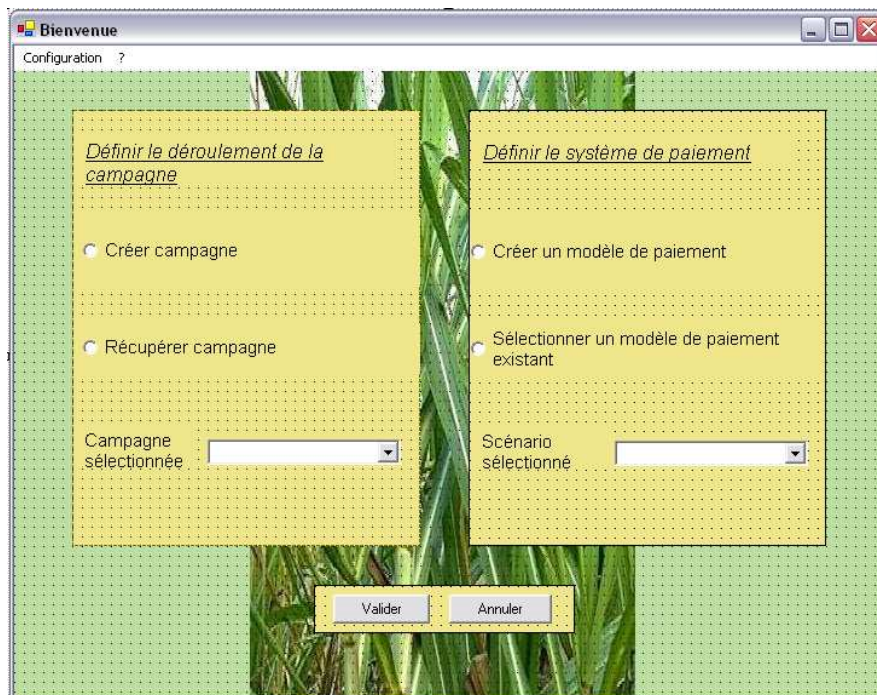 Bienvenue
Configuration ?
Définir le déroulement de la
campagne
Créer campagne
Récupérer campagne
Campagne
sélectionnée
Définir le système de paiement
Créer un modèle de paiement
Sélectionner un modèle de paiement
existant
Scénario
sélectionné
Valider Annuler